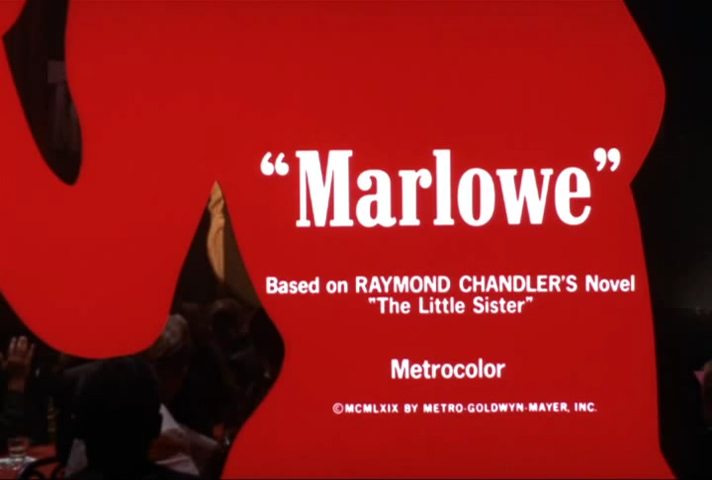 “Marlowe”
Based on RAYMOND CHANDLER'S Novel
"The Little Sister"
Metrocolor
©MCMLXIX BY METRO-GOLDWYN-MAYER, INC.